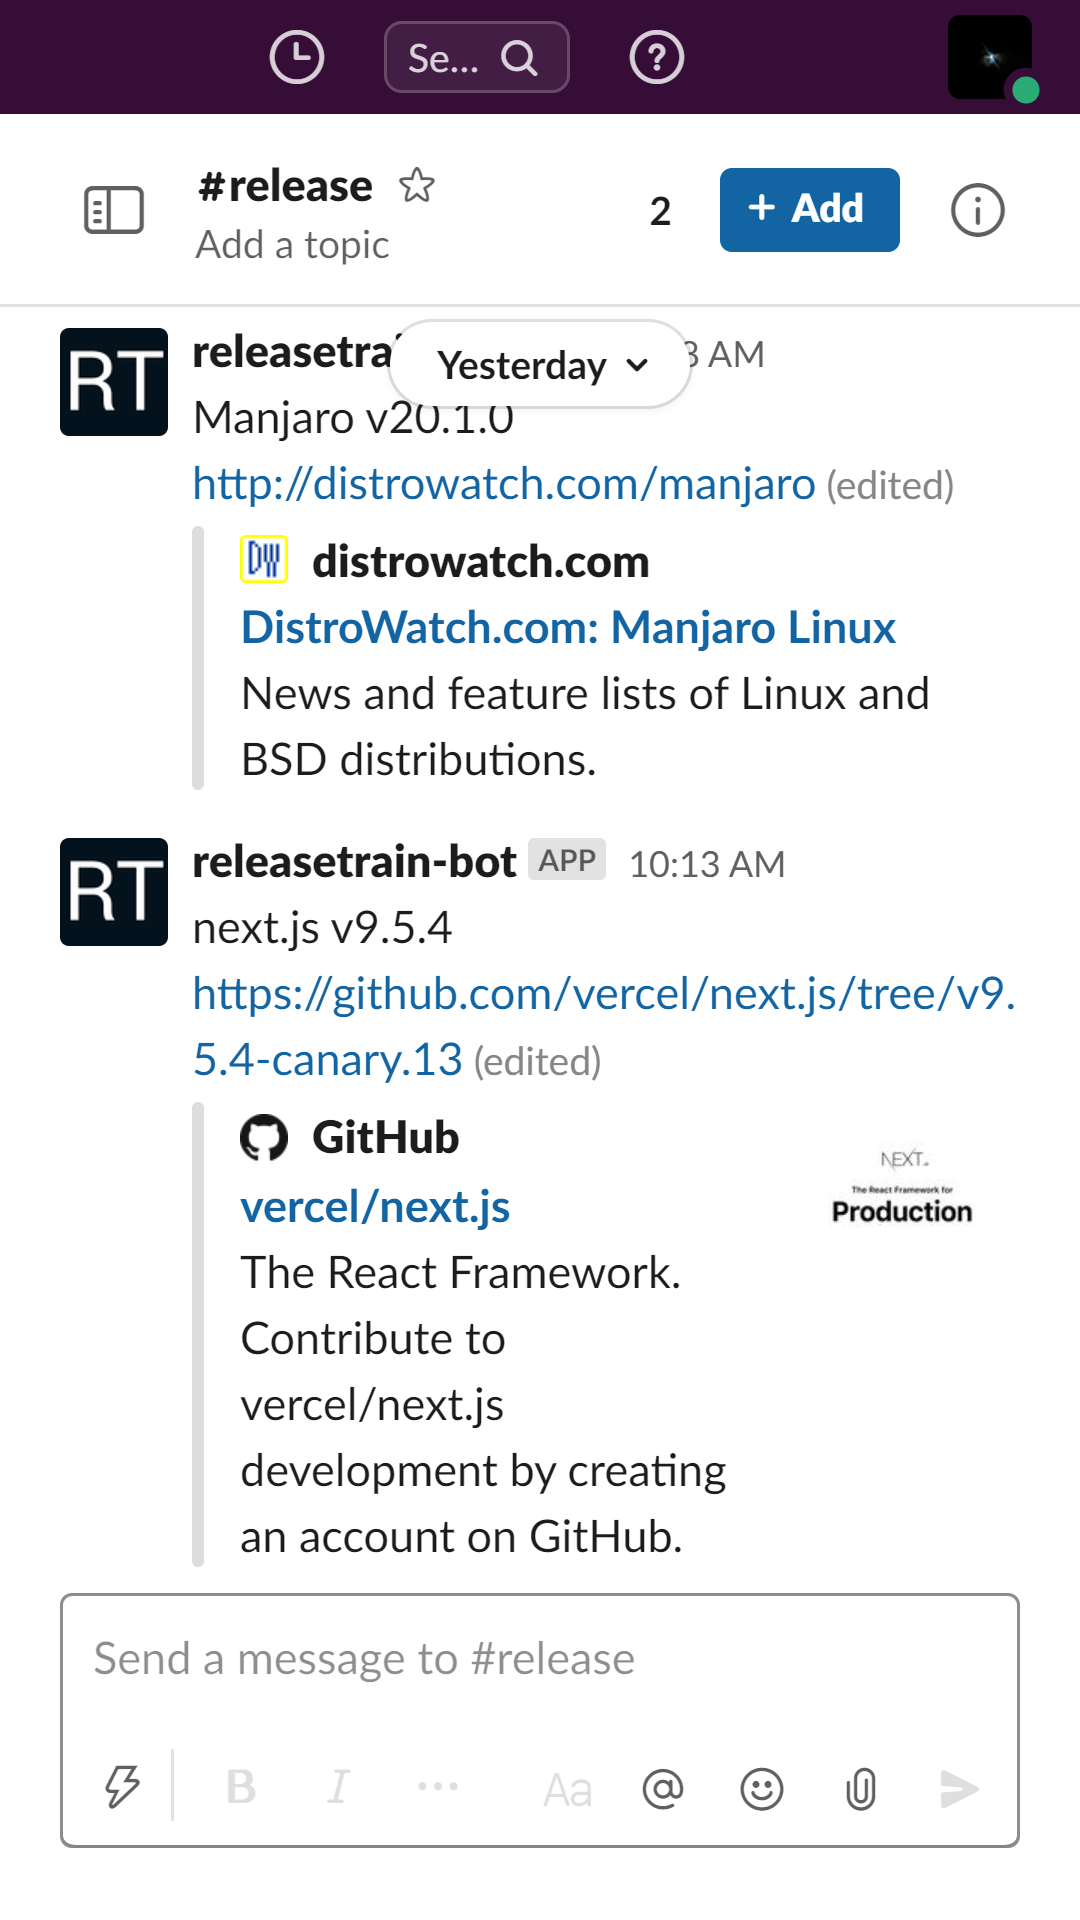 Se...
#release
Add a topic
2
+ Add
RT
releasetra
Yesterday
3 AM
Manjaro v20.1.0
http://distrowatch.com/manjaro (edited)
DW distrowatch.com
DistroWatch.com: Manjaro Linux
News and feature lists of Linux and
BSD distributions.
RT
releasetrain-bot APP 10:13 AM
next.js v9.5.4
https://github.com/vercel/next.js/tree/v9.
5.4-canary.13 (edited)
GitHub
vercel/next.js
The React Framework.
Contribute to
vercel/next.js
development by creating
an account on GitHub.
NEXT.
The React Framework for
Production
Send a message to #release
B I ... Aa @